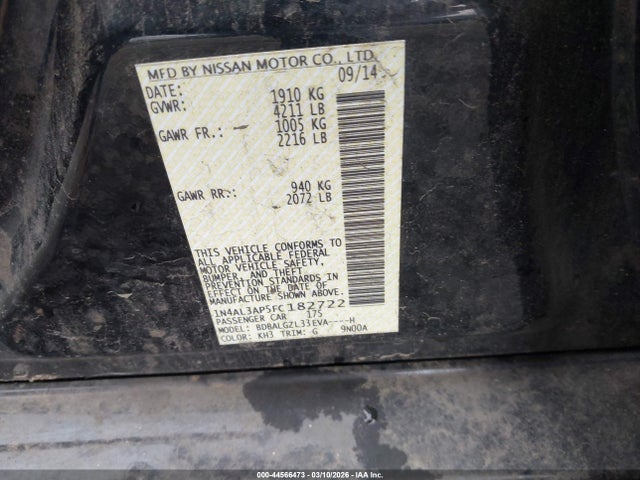 MFD BY NISSAN MOTOR CO., LTD.
DATE: 09/14
GVWR: 1910 KG
4211 LB
GAWR FR: 1005 KG
2216 LB
GAWR RR: 940 KG
2072 LB
THIS VEHICLE CONFORMS TO
ALL APPLICABLE FEDERAL
MOTOR VEHICLE SAFETY,
BUMPER, AND THEFT
PREVENTION STANDARDS IN
EFFECT ON THE DATE OF
MANUFACTURE SHOWN ABOVE.
1N4AL3AP5FC182722
PASSENGER CAR 175
MODEL: BDBALGZL33EVA----H
COLOR: KH3 TRIM: G 9N00A
000-44566473 — 03/10/2026 — IAA Inc.